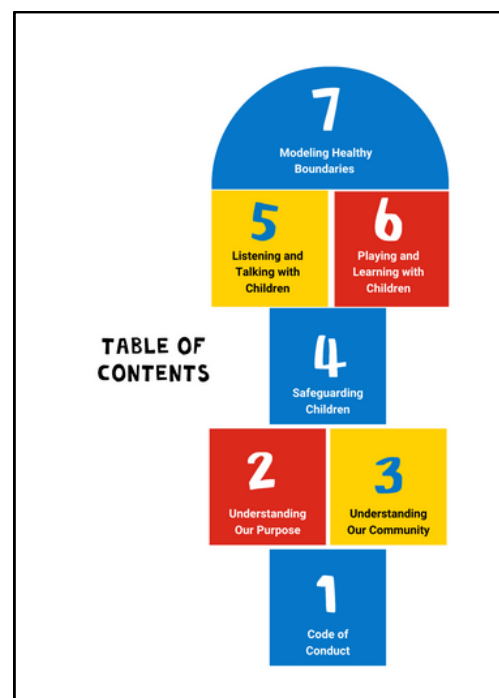 7
Modeling Healthy
Boundaries
5
Listening and
Talking with
Children
6
Playing and
Learning with
Children
TABLE OF
CONTENTS
4
Safeguarding
Children
2
Understanding
Our Purpose
3
Understanding
Our Community
1
Code of
Conduct